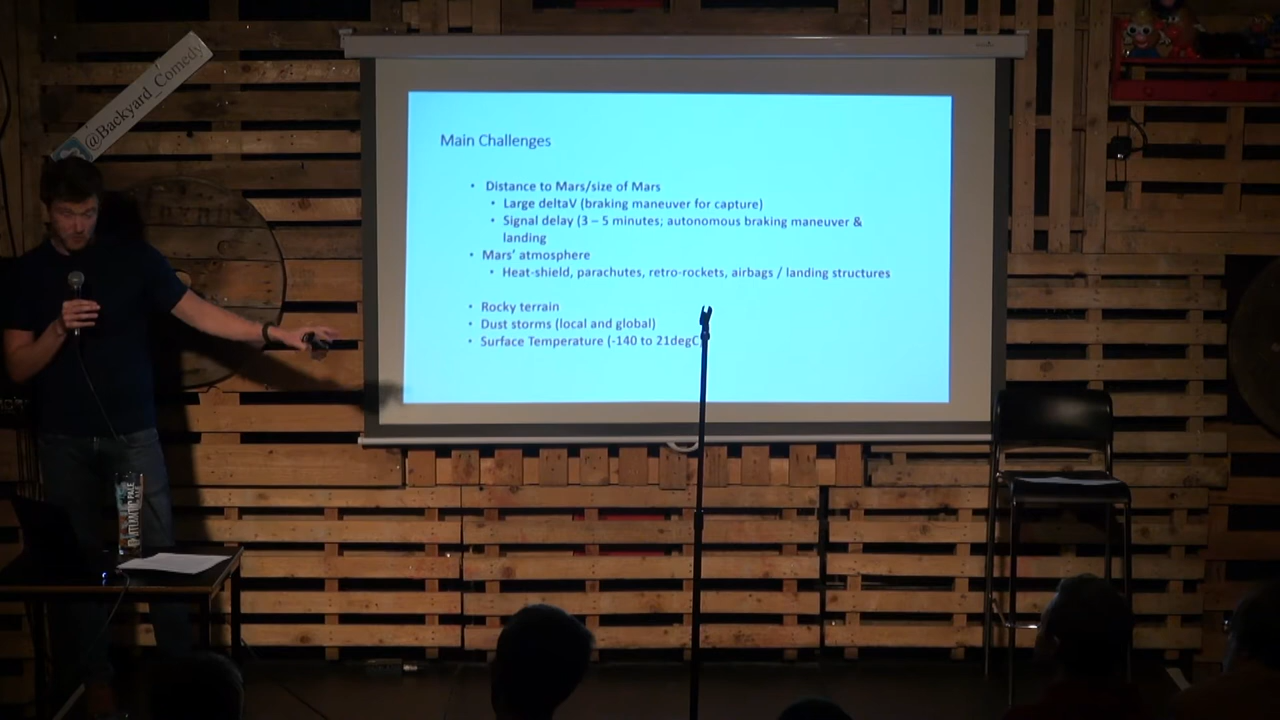 @Backyard_Comedy
Main Challenges
• Distance to Mars/size of Mars
• Large deltaV (braking maneuver for capture)
• Signal delay (3 – 5 minutes; autonomous braking maneuver &
landing
• Mars’ atmosphere
• Heat-shield, parachutes, retro-rockets, airbags / landing structures
• Rocky terrain
• Dust storms (local and global)
• Surface Temperature (-140 to 21degC)
ATLANTIC PALE